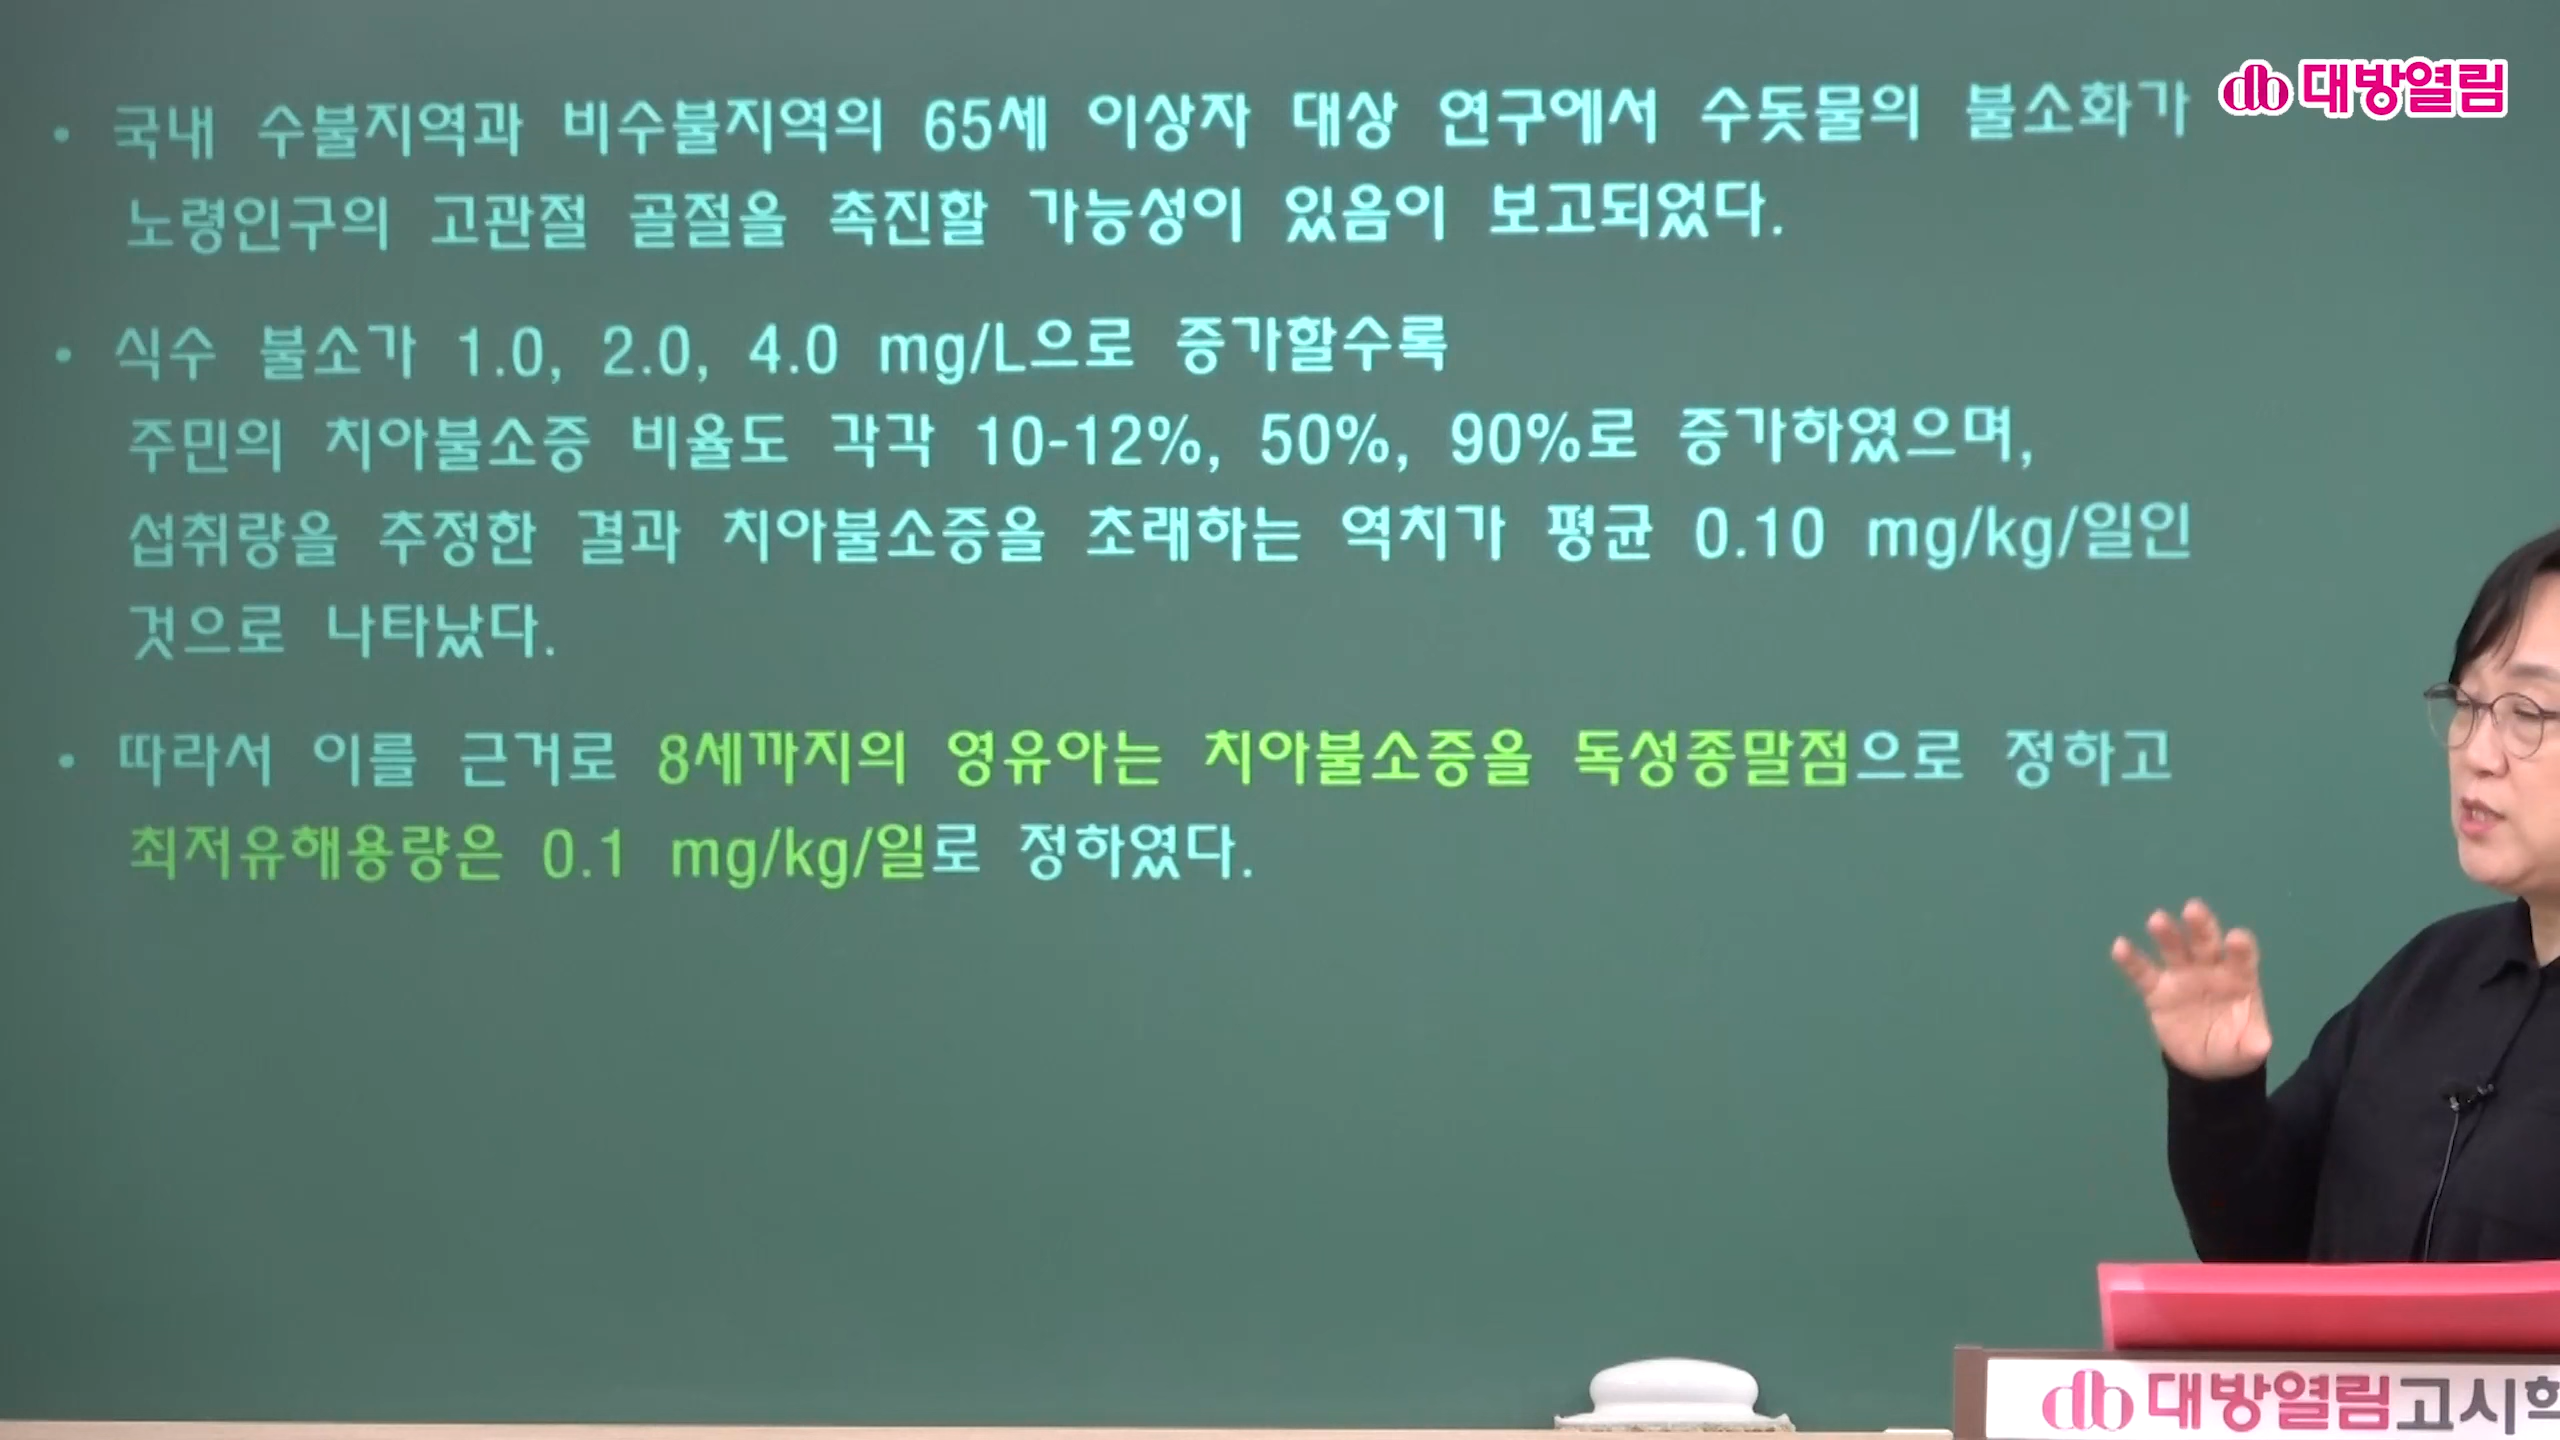 대방열림
• 국내 수불지역과 비수불지역의 65세 이상자 대상 연구에서 수돗물의 불소화가
노령인구의 고관절 골절을 촉진할 가능성이 있음이 보고되었다.
• 식수 불소가 1.0, 2.0, 4.0 mg/L으로 증가할수록
주민의 치아불소증 비율도 각각 10-12%, 50%, 90%로 증가하였으며,
섭취량을 추정한 결과 치아불소증을 초래하는 역치가 평균 0.10 mg/kg/일인
것으로 나타났다.
• 따라서 이를 근거로 8세까지의 영유아는 치아불소증을 독성종말점으로 정하고
최저유해용량은 0.1 mg/kg/일로 정하였다.
대방열림고시학